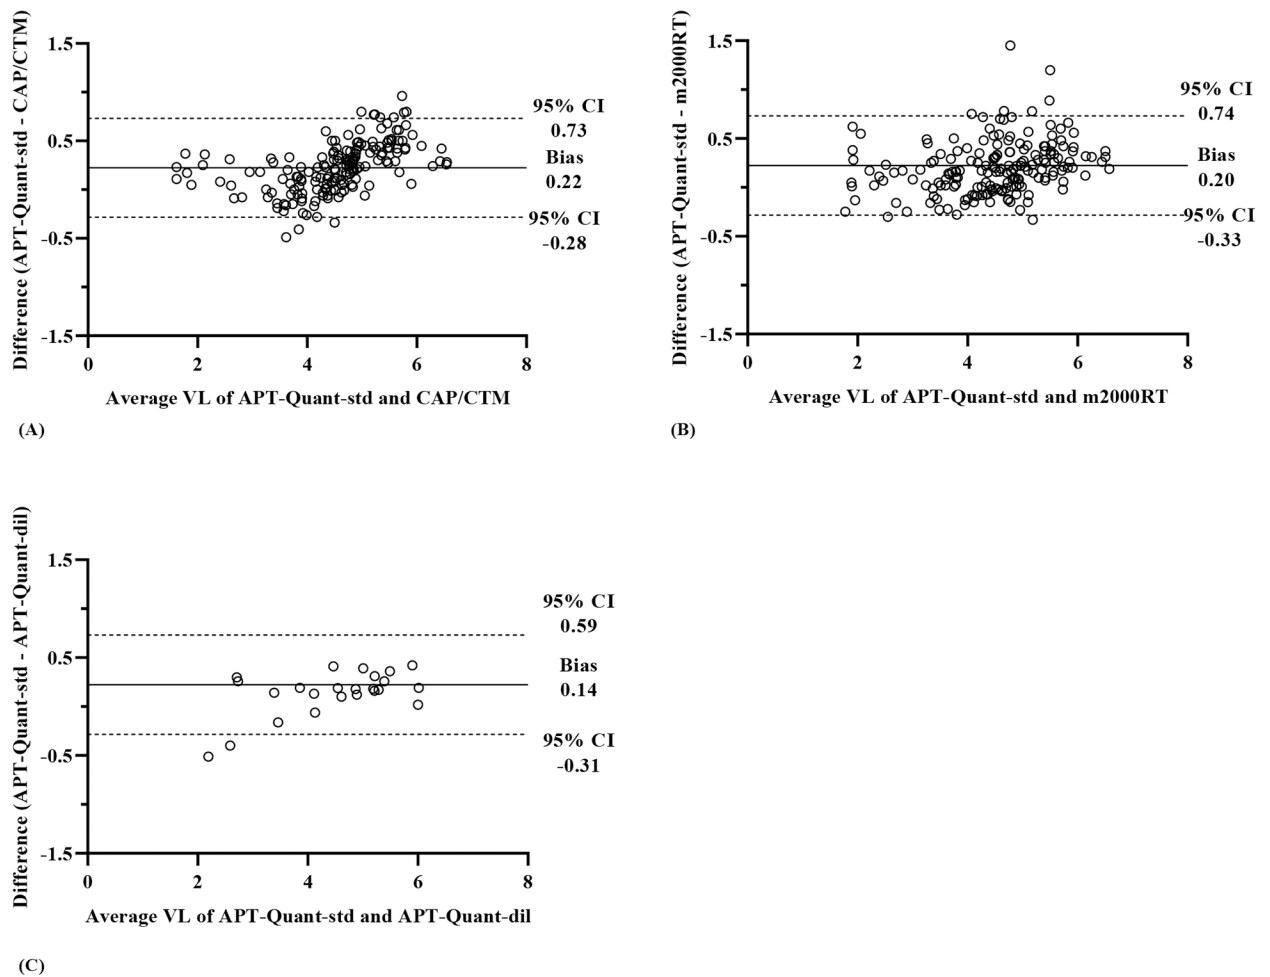 Difference (APT-Quant-std - CAP/CTM)
1.5
0.5
-0.5
-1.5
0
2
4
6
8
95% CI
0.73
Bias
0.22
95% CI
-0.28
Average VL of APT-Quant-std and CAP/CTM
(A)
Difference (APT-Quant-std - m2000RT)
1.5
0.5
-0.5
-1.5
0
2
4
6
8
95% CI
0.74
Bias
0.20
95% CI
-0.33
Average VL of APT-Quant-std and m2000RT
(B)
Difference (APT-Quant-std - APT-Quant-dil)
1.5
0.5
-0.5
-1.5
0
2
4
6
8
95% CI
0.59
Bias
0.14
95% CI
-0.31
Average VL of APT-Quant-std and APT-Quant-dil
(C)